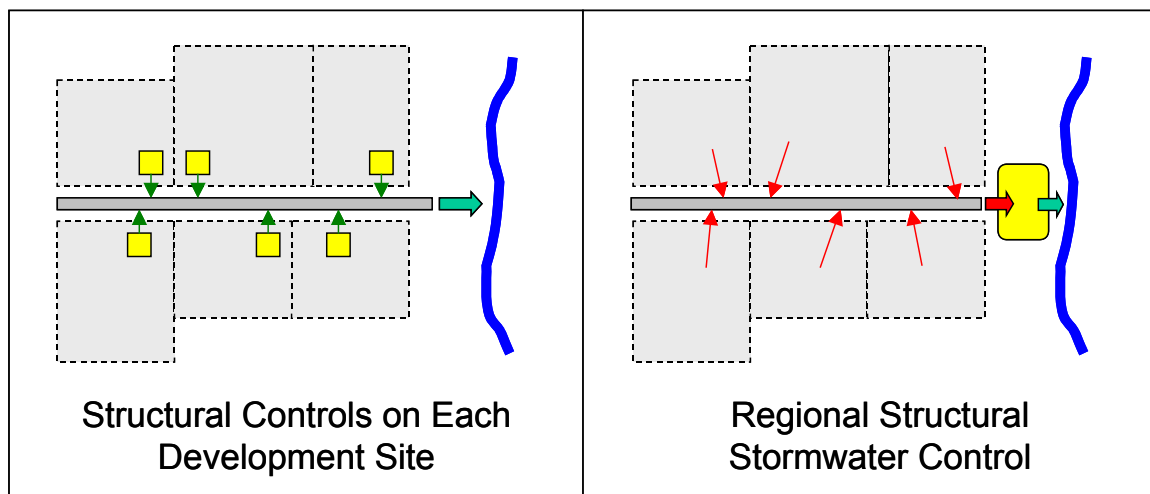 Structural Controls on Each
Development Site
Regional Structural
Stormwater Control